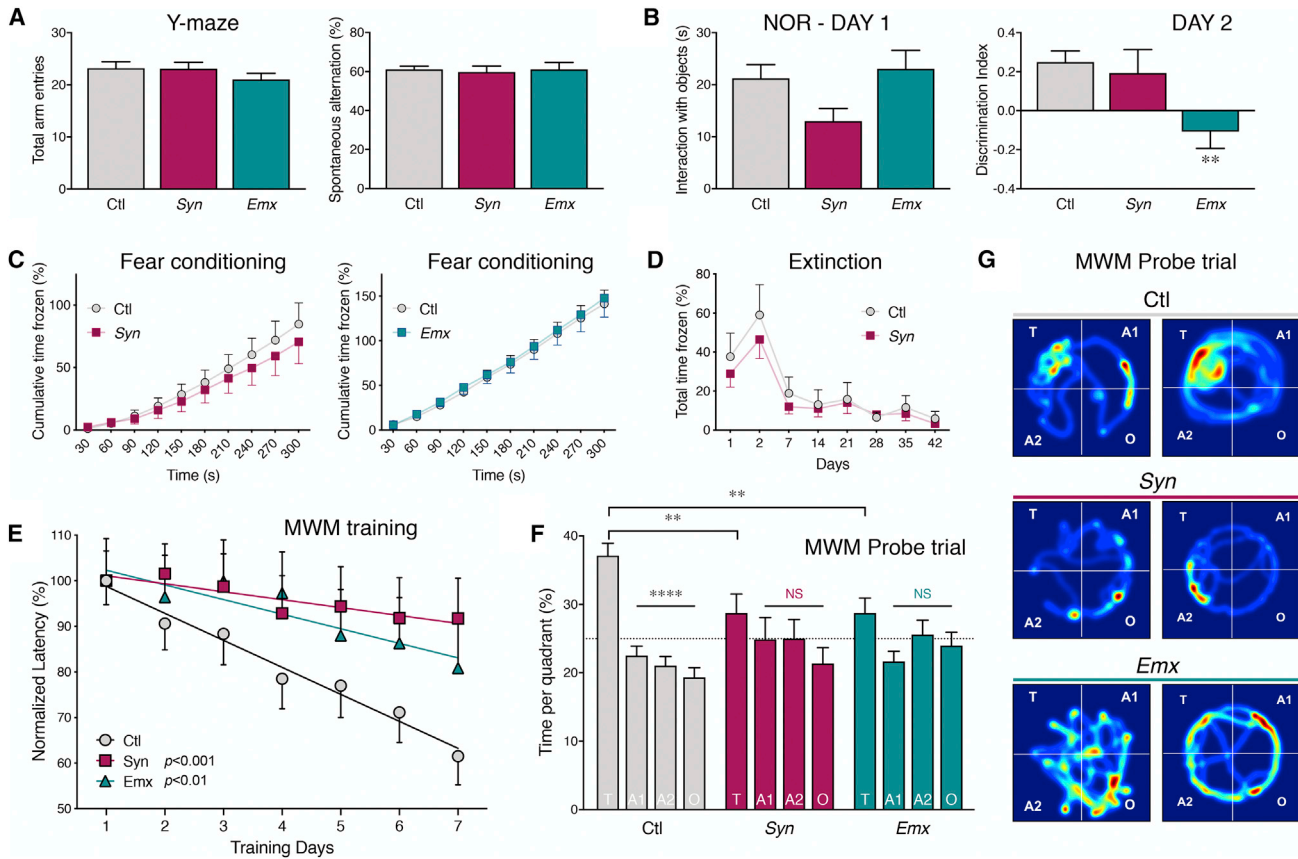 A
Y-maze
Total arm entries
30
20
10
0
Ctl
Syn
Emx
Spontaneous alternation (%)
80
60
40
20
0
Ctl
Syn
Emx
B
NOR - DAY 1
Interaction with objects (s)
30
20
10
0
Ctl
Syn
Emx
DAY 2
Discrimination Index
0.4
0.2
0.0
-0.2
-0.4
**
Ctl
Syn
Emx
C
Fear conditioning
Cumulative time frozen (%)
100
50
0
Ctl
Syn
30 60 90 120 150 180 210 240 270 300
Time (s)
Fear conditioning
Cumulative time frozen (%)
150
100
50
0
Ctl
Emx
30 60 90 120 150 180 210 240 270 300
Time (s)
D
Extinction
Total time frozen (%)
80
60
40
20
0
Ctl
Syn
1 2 7 14 21 28 35 42
Days
E
MWM training
Normalized Latency (%)
110
100
90
80
70
60
50
Ctl
Syn p<0.001
Emx p<0.01
1 2 3 4 5 6 7
Training Days
F
MWM Probe trial
Time per quadrant (%)
40
30
20
10
0
**
**
****
NS
NS
T A1 A2 O
T A1 A2 O
T A1 A2 O
Ctl
Syn
Emx
G
MWM Probe trial
Ctl
T A1
A2 O
T A1
A2 O
Syn
T A1
A2 O
T A1
A2 O
Emx
T A1
A2 O
T A1
A2 O